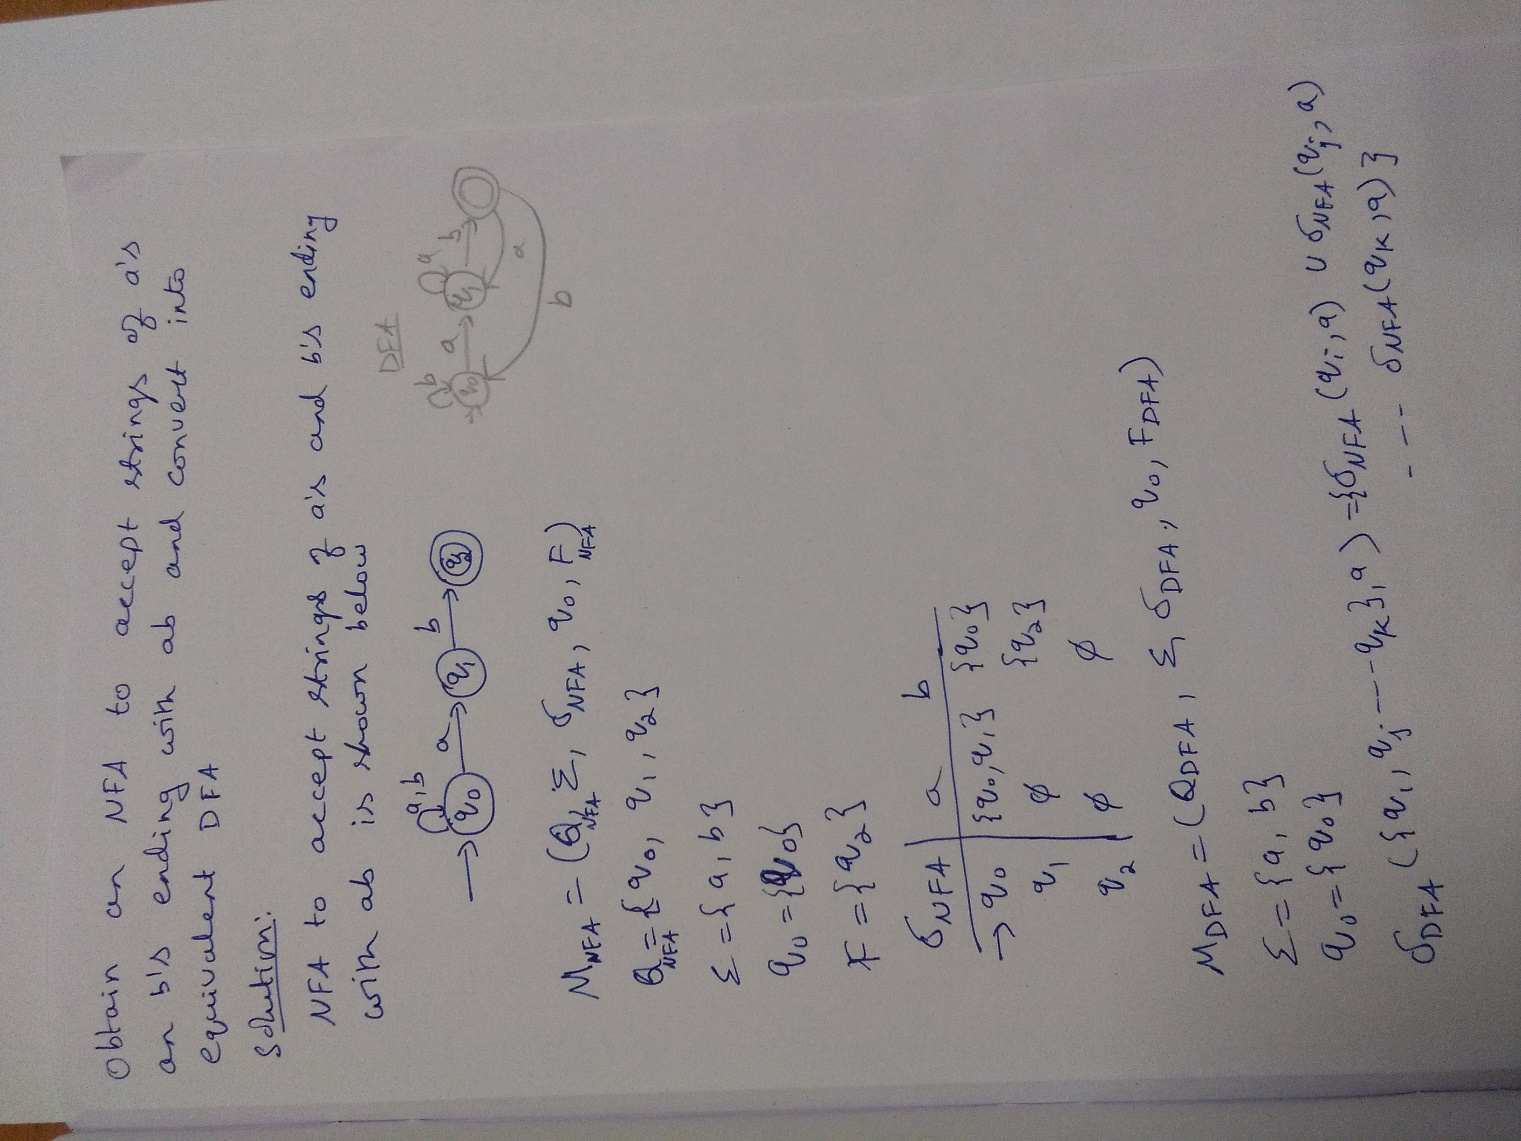 Obtain an NFA to accept strings of a's
an b's ending with ab and convert into
equivalent DFA
Solution:
NFA to accept strings of a's and b's ending
with ab is shown below
DFA
a,b
a
b
q0
q1
q2
b
a
a
b
q0
q1
a
b
MNFA = (QNFA, Σ, δNFA, q0, FNFA)
QNFA = {q0, q1, q2}
Σ = {a, b}
q0 = {q0}
F = {q2}
δNFA | a b
→ q0 | {q0,q1} {q0}
q1 | ϕ {q2}
q2 | ϕ ϕ
MDFA = (QDFA, Σ, δDFA, q0, FDFA)
Σ = {a, b}
q0 = {q0}
δDFA ({q1, qj --- qk}, a) = {δNFA (qi, a) ∪ δNFA (qj, a)
- -- δNFA (qk, a)}